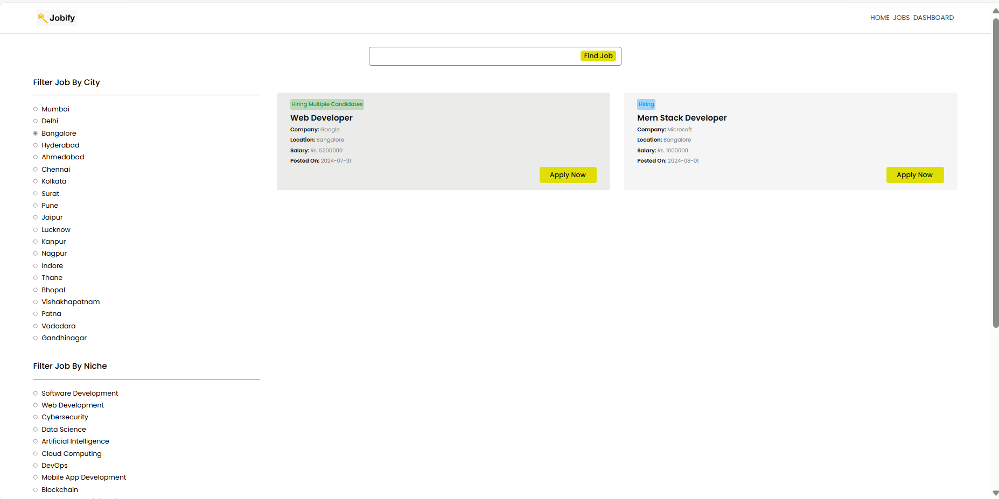 Jobify
HOME JOBS DASHBOARD
Find Job
Filter Job By City
Mumbai
Delhi
Bangalore
Hyderabad
Ahmedabad
Chennai
Kolkata
Surat
Pune
Jaipur
Lucknow
Kanpur
Nagpur
Indore
Thane
Bhopal
Vishakhapatnam
Patna
Vadodara
Gandhinagar
Filter Job By Niche
Software Development
Web Development
Cybersecurity
Data Science
Artificial Intelligence
Cloud Computing
DevOps
Mobile App Development
Blockchain
Hiring Multiple Candidates
Web Developer
Company: Google
Location: Bangalore
Salary: Rs. 5200000
Posted On: 2024-07-31
Apply Now
Hiring
Mern Stack Developer
Company: Microsoft
Location: Bangalore
Salary: Rs. 1000000
Posted On: 2024-08-01
Apply Now